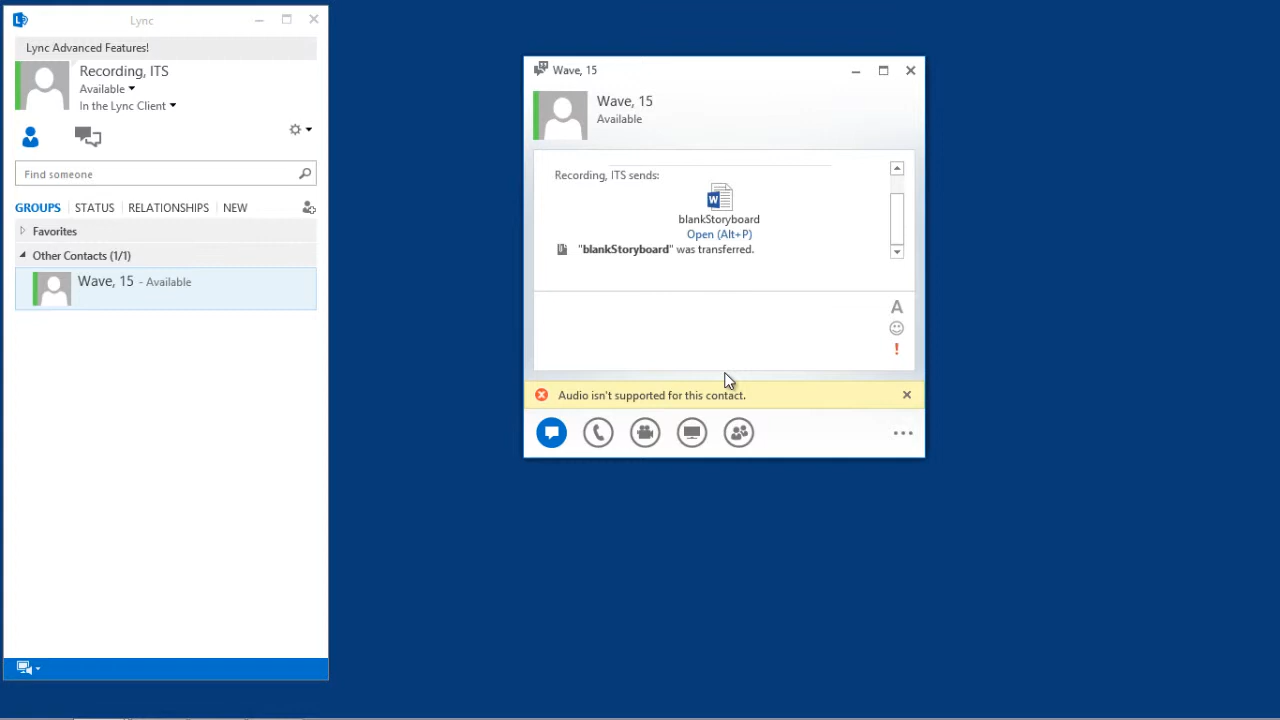 Lync
Lync Advanced Features!
Recording, ITS
Available
In the Lync Client
Find someone
GROUPS STATUS RELATIONSHIPS NEW
Favorites
Other Contacts (1/1)
Wave, 15 - Available
Wave, 15
Wave, 15
Available
Recording, ITS sends:
blankStoryboard
Open (Alt+P)
"blankStoryboard" was transferred.
A
!
Audio isn't supported for this contact.